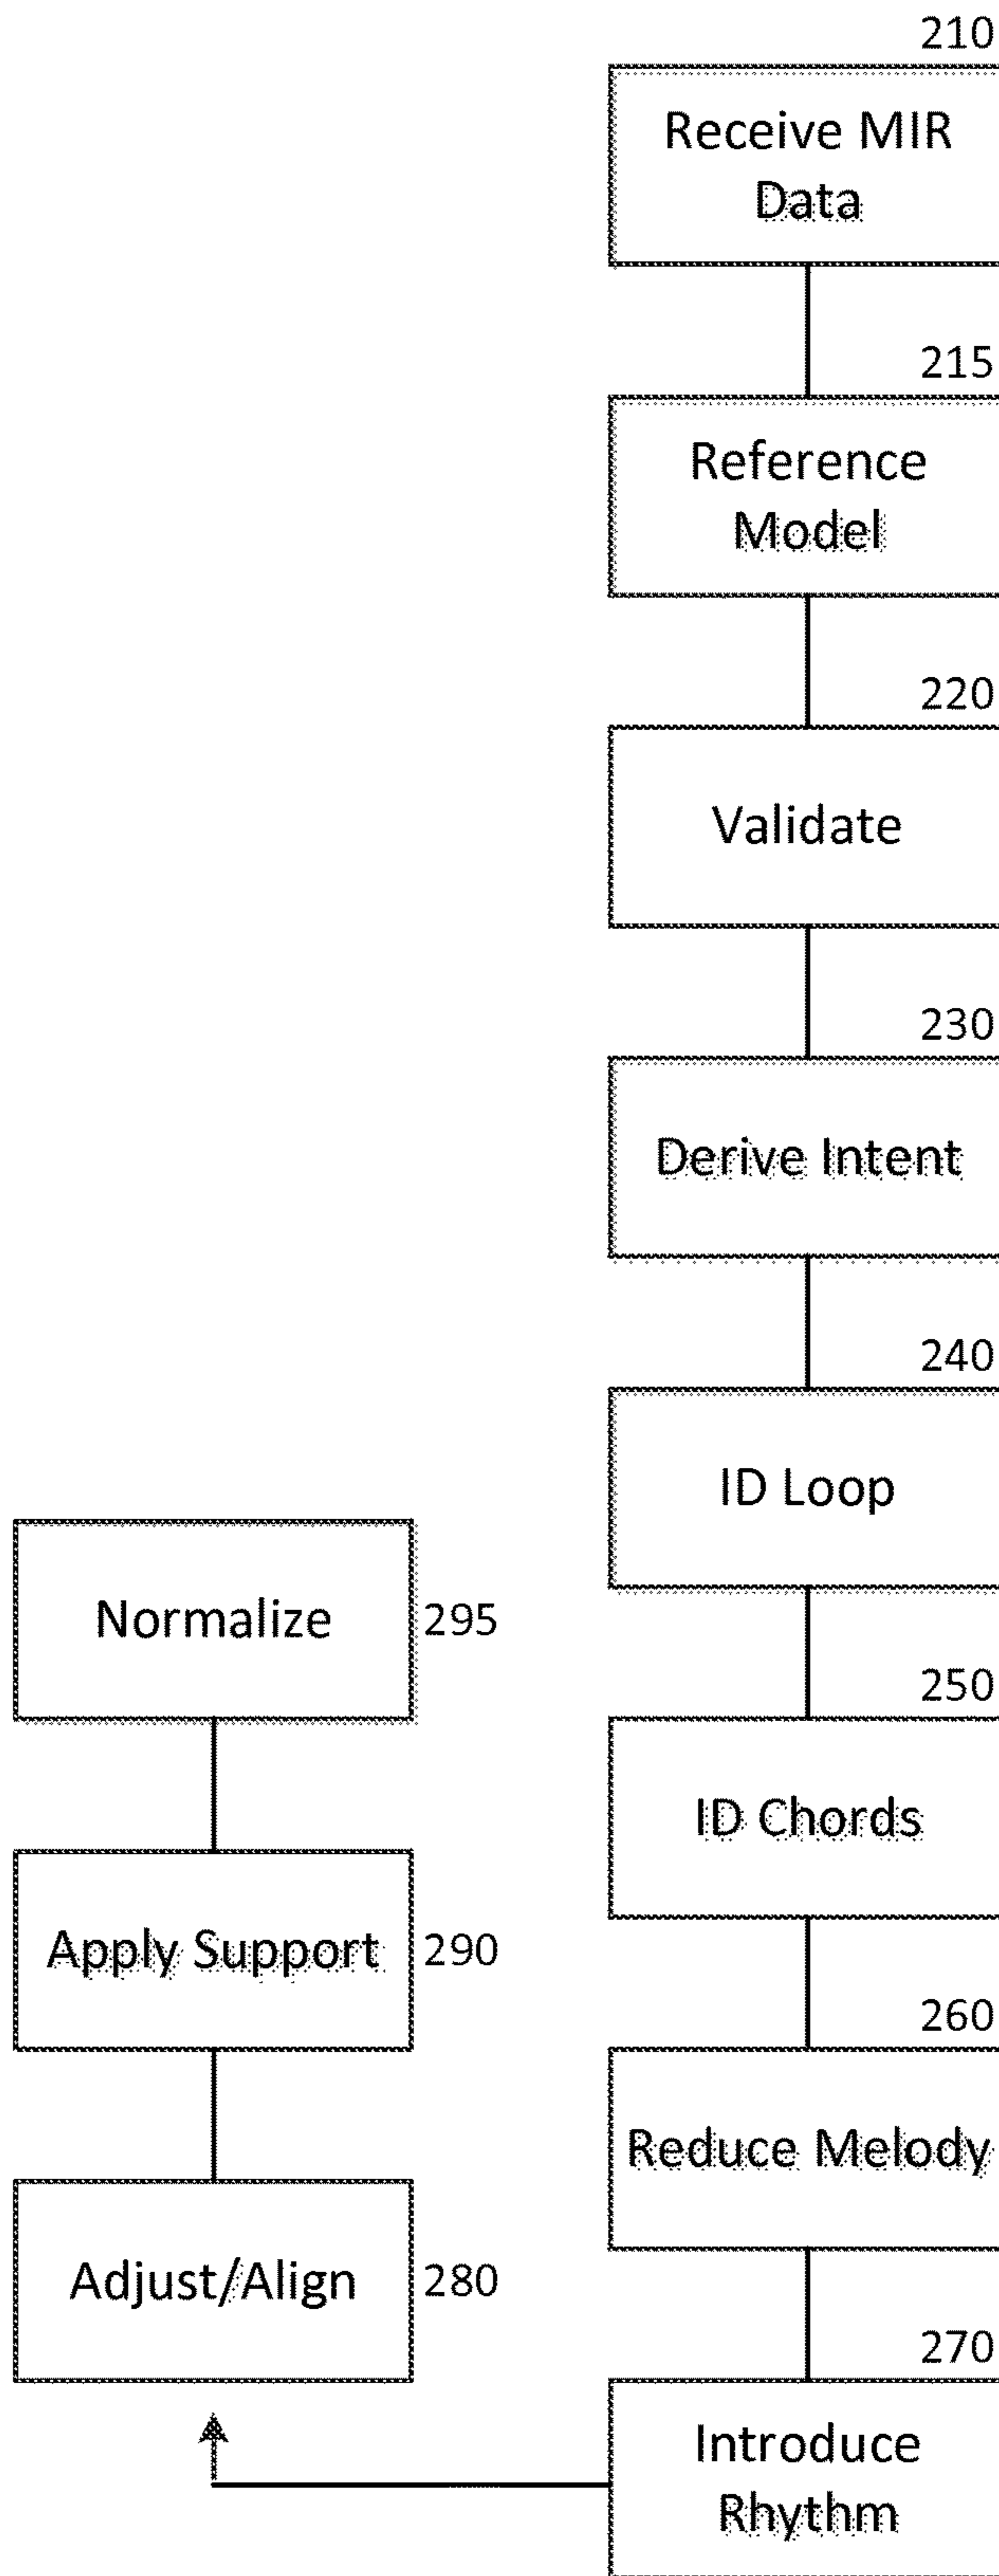 210
Receive MIR
Data
215
Reference
Model
220
Validate
230
Derive Intent
240
ID Loop
250
ID Chords
260
Reduce Melody
270
Introduce
Rhythm
Adjust/Align 280
Apply Support 290
Normalize 295